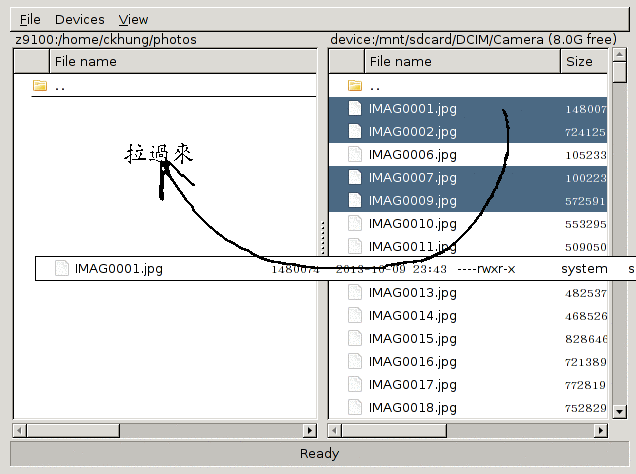 File Devices View
z9100:/home/ckhung/photos
File name
..
拉過來
device:/mnt/sdcard/DCIM/Camera (8.0G free)
File name Size
..
IMAG0001.jpg 148007
IMAG0002.jpg 724125
IMAG0006.jpg 105233
IMAG0007.jpg 100223
IMAG0009.jpg 572591
IMAG0010.jpg 553295
IMAG0011.jpg 509050
IMAG0001.jpg 1480074 2013-10-09 23:43 ----rwxr-x system s
IMAG0013.jpg 482537
IMAG0014.jpg 468526
IMAG0015.jpg 828646
IMAG0016.jpg 721389
IMAG0017.jpg 772819
IMAG0018.jpg 752829
Ready